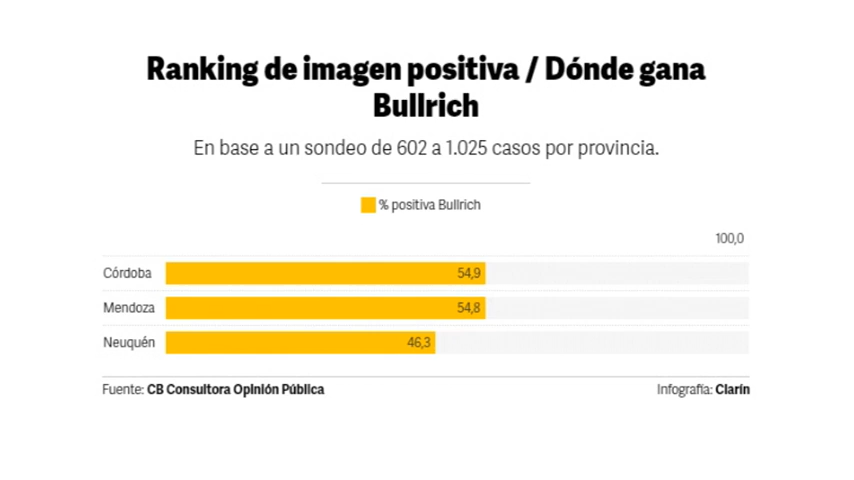 Ranking de imagen positiva / Dónde gana
Bullrich
En base a un sondeo de 602 a 1.025 casos por provincia.
% positiva Bullrich
100,0
Córdoba 54,9
Mendoza 54,8
Neuquén 46,3
Fuente: CB Consultora Opinión Pública Infografía: Clarín